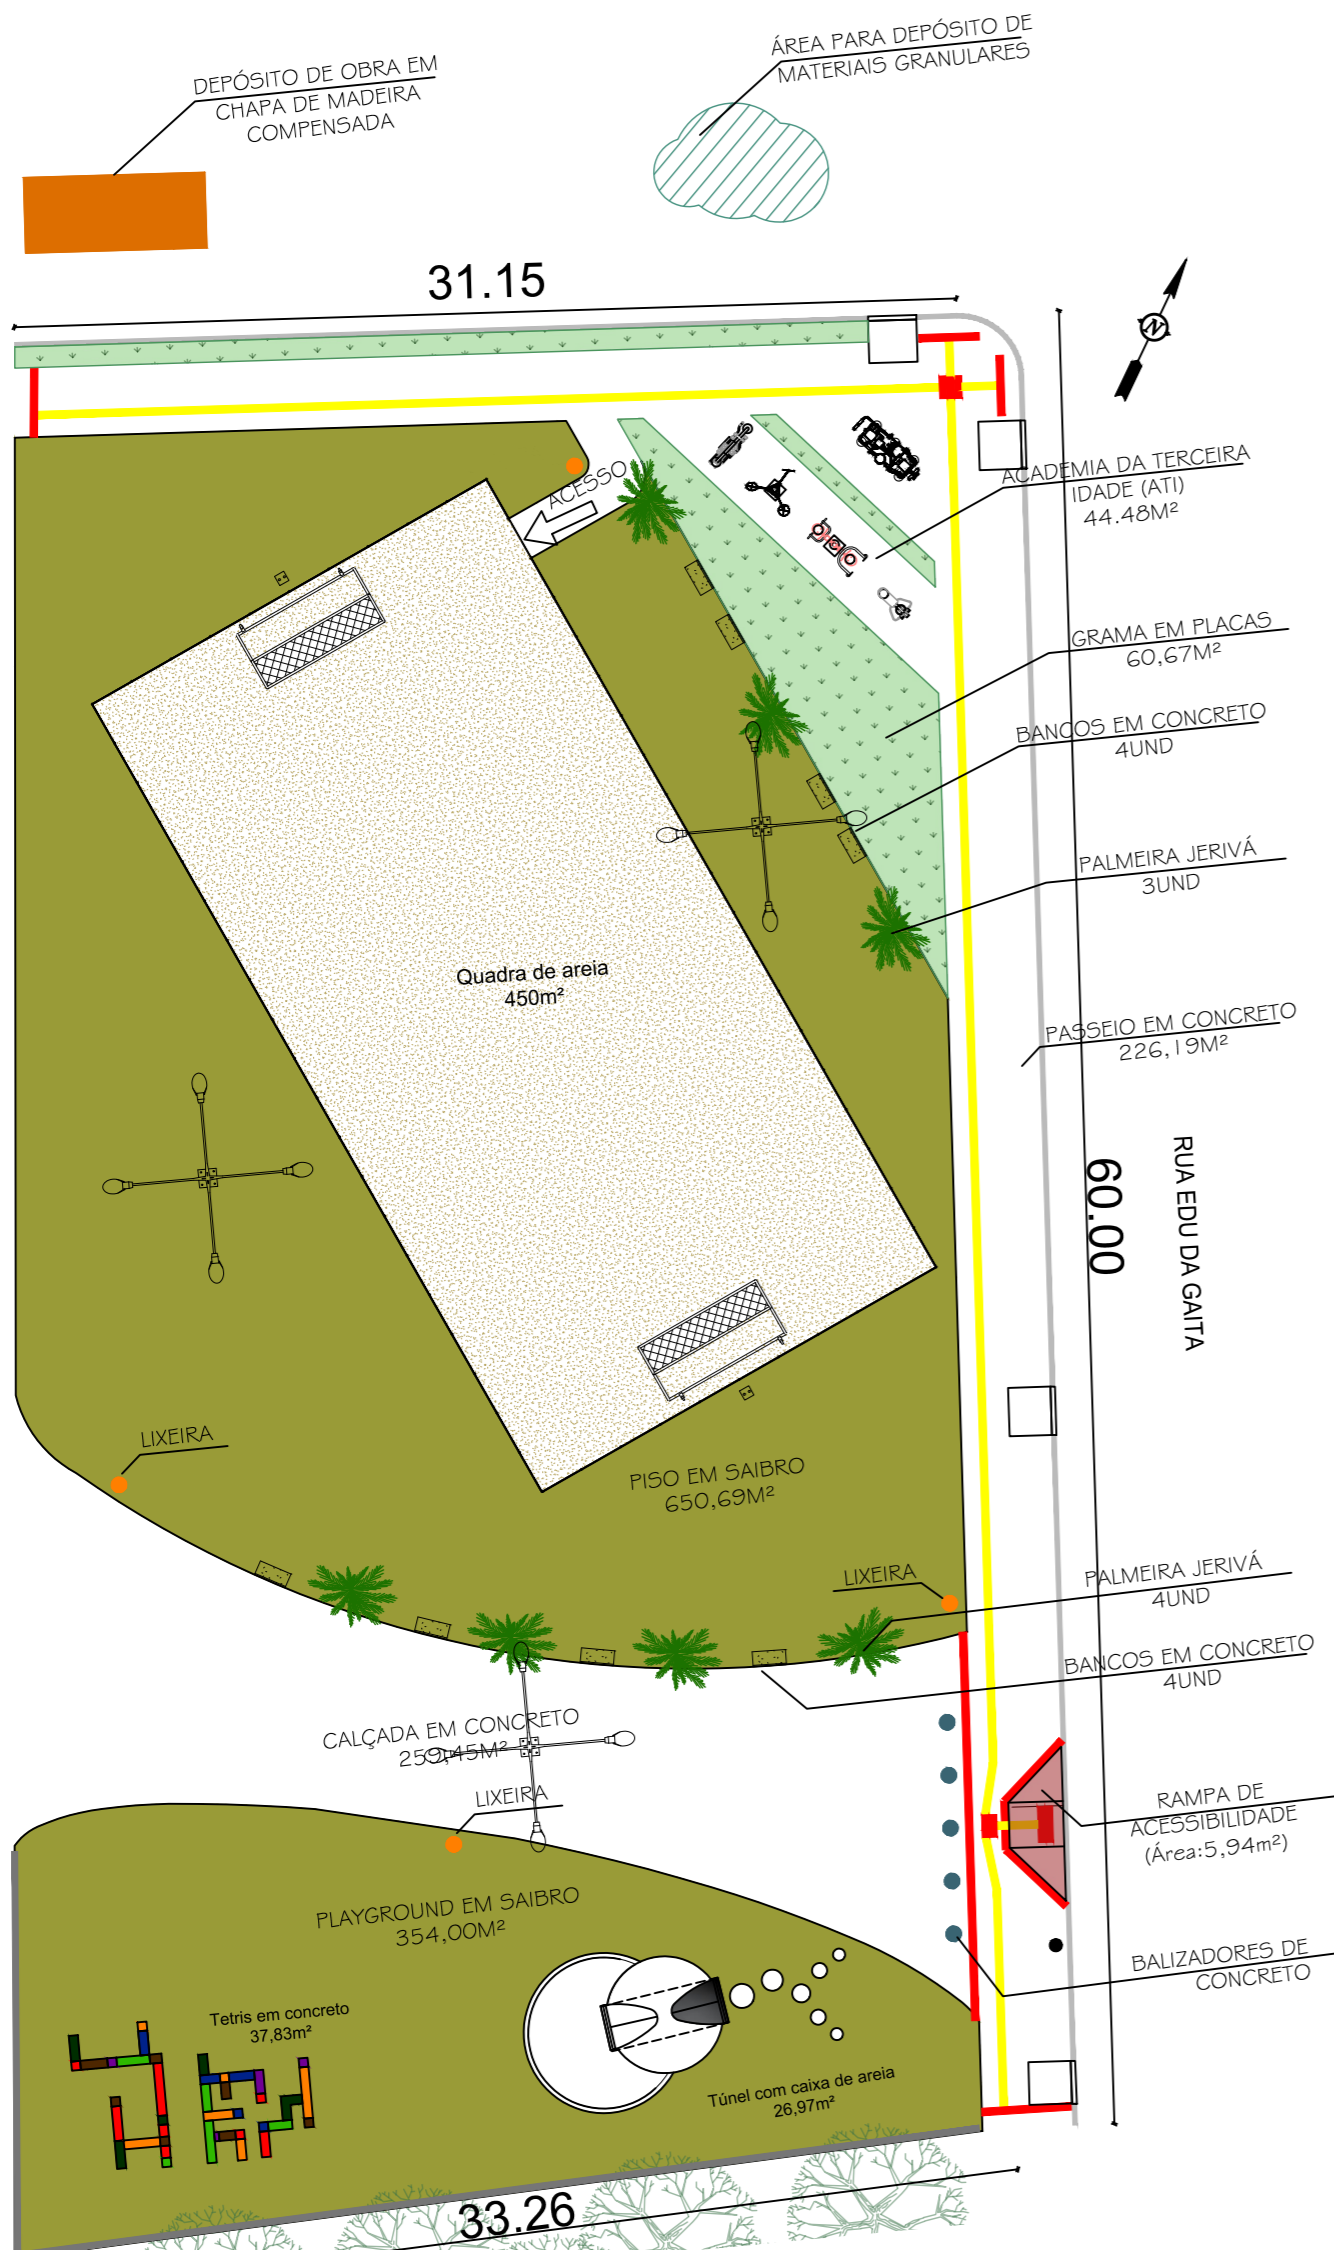 DEPÓSITO DE OBRA EM
CHAPA DE MADEIRA
COMPENSADA
ÁREA PARA DEPÓSITO DE
MATERIAIS GRANULARES
31.15
N
ACESSO
ACADEMIA DA TERCEIRA
IDADE (ATI)
44.48M²
GRAMA EM PLACAS
60,67M²
BANCOS EM CONCRETO
4UND
PALMEIRA JERIVÁ
3UND
Quadra de areia
450m²
PASSEIO EM CONCRETO
226,19M²
60.00
RUA EDU DA GAITA
LIXEIRA
PISO EM SAIBRO
650,69M²
LIXEIRA
PALMEIRA JERIVÁ
4UND
BANCOS EM CONCRETO
4UND
CALÇADA EM CONCRETO
259,45M²
LIXEIRA
RAMPA DE
ACESSIBILIDADE
(Área:5,94m²)
PLAYGROUND EM SAIBRO
354,00M²
BALIZADORES DE
CONCRETO
Tetris em concreto
37,83m²
Túnel com caixa de areia
26,97m²
33.26